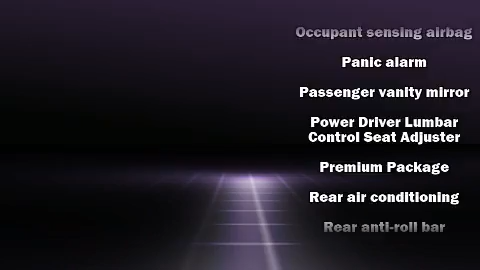 Occupant sensing airbag
Panic alarm
Passenger vanity mirror
Power Driver Lumbar
Control Seat Adjuster
Premium Package
Rear air conditioning
Rear anti-roll bar